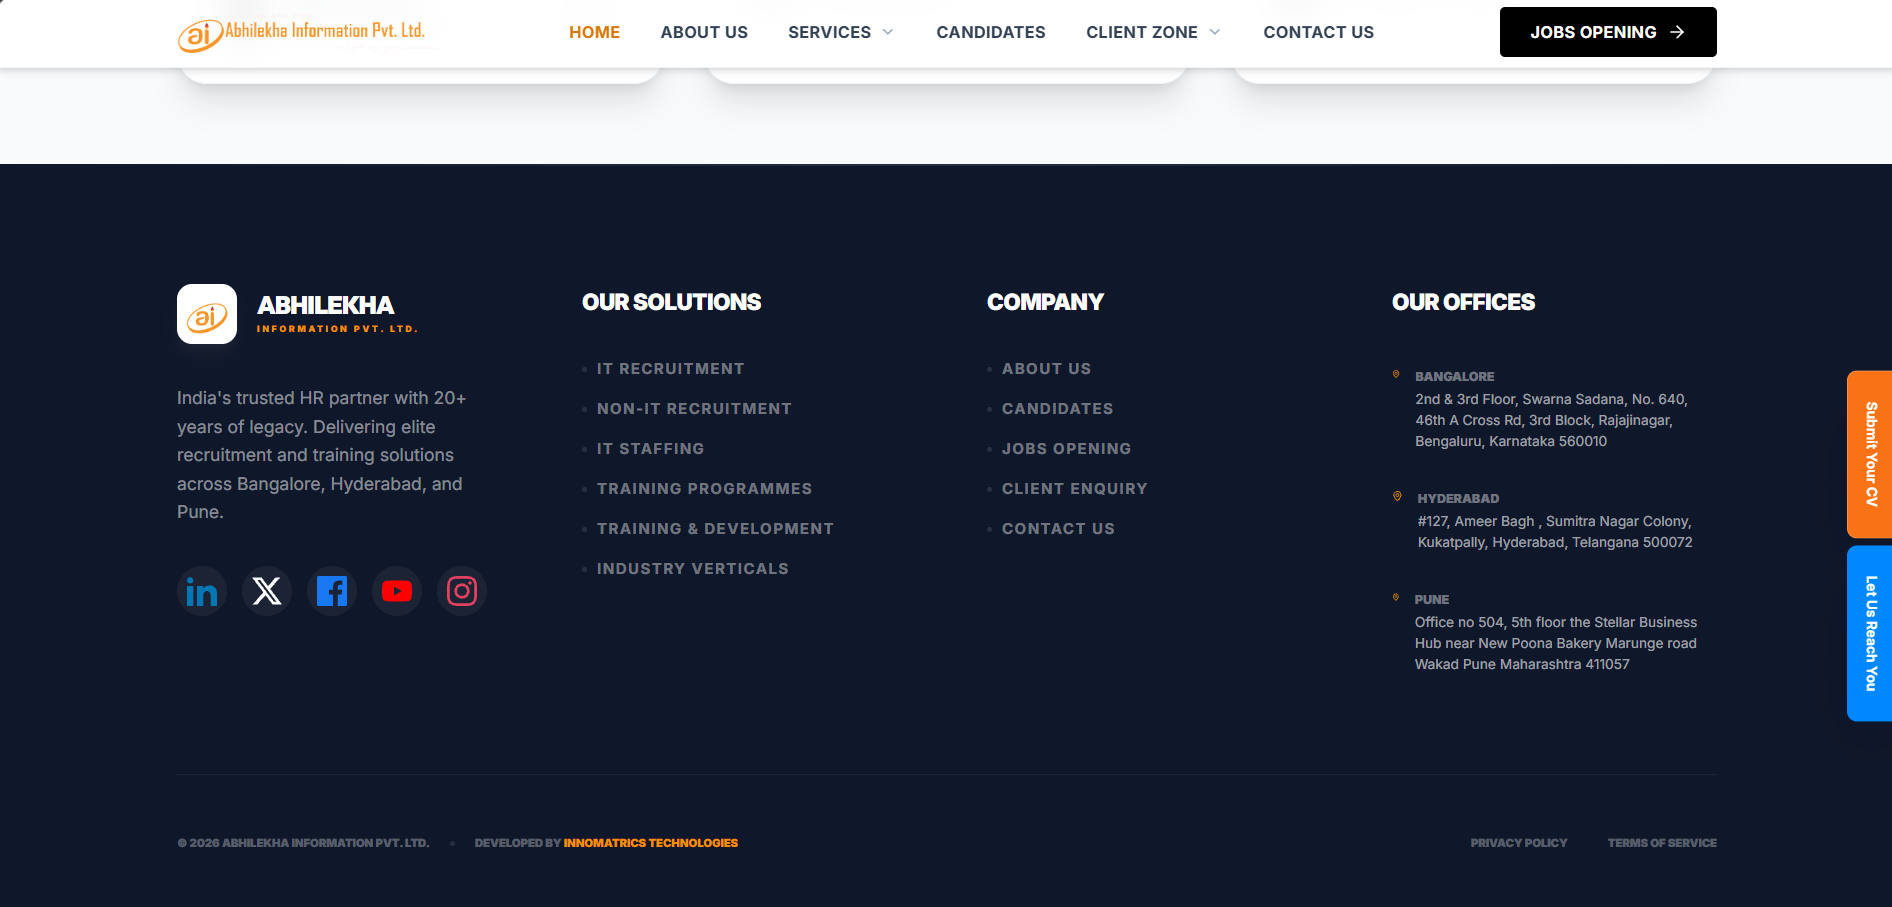 ai Abhilekha Information Pvt. Ltd.
HOME
ABOUT US
SERVICES
CANDIDATES
CLIENT ZONE
CONTACT US
JOBS OPENING
ai
ABHILEKHA
INFORMATION PVT. LTD.
India's trusted HR partner with 20+
years of legacy. Delivering elite
recruitment and training solutions
across Bangalore, Hyderabad, and
Pune.
OUR SOLUTIONS
IT RECRUITMENT
NON-IT RECRUITMENT
IT STAFFING
TRAINING PROGRAMMES
TRAINING & DEVELOPMENT
INDUSTRY VERTICALS
COMPANY
ABOUT US
CANDIDATES
JOBS OPENING
CLIENT ENQUIRY
CONTACT US
OUR OFFICES
BANGALORE
2nd & 3rd Floor, Swarna Sadana, No. 640,
46th A Cross Rd, 3rd Block, Rajajinagar,
Bengaluru, Karnataka 560010
HYDERABAD
#127, Ameer Bagh , Sumitra Nagar Colony,
Kukatpally, Hyderabad, Telangana 500072
PUNE
Office no 504, 5th floor the Stellar Business
Hub near New Poona Bakery Marunge road
Wakad Pune Maharashtra 411057
Submit Your CV
Let Us Reach You
© 2026 ABHILEKHA INFORMATION PVT. LTD.
DEVELOPED BY INNOMATRICS TECHNOLOGIES
PRIVACY POLICY
TERMS OF SERVICE